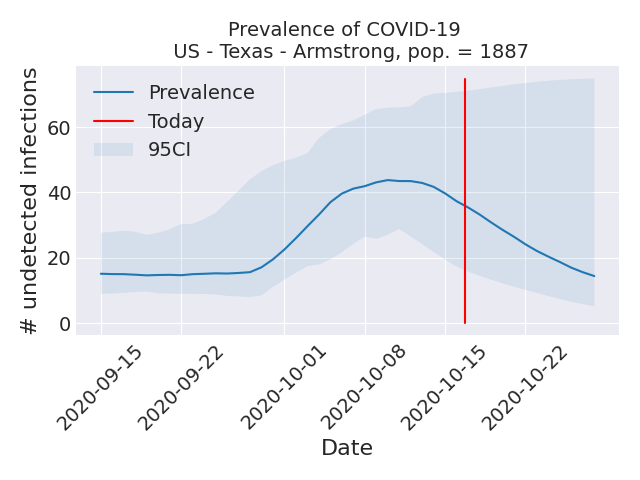 Prevalence of COVID-19
US - Texas - Armstrong, pop. = 1887
Prevalence
Today
95CI
# undetected infections
60
40
20
0
2020-09-15
2020-09-22
2020-10-01
2020-10-08
2020-10-15
2020-10-22
Date